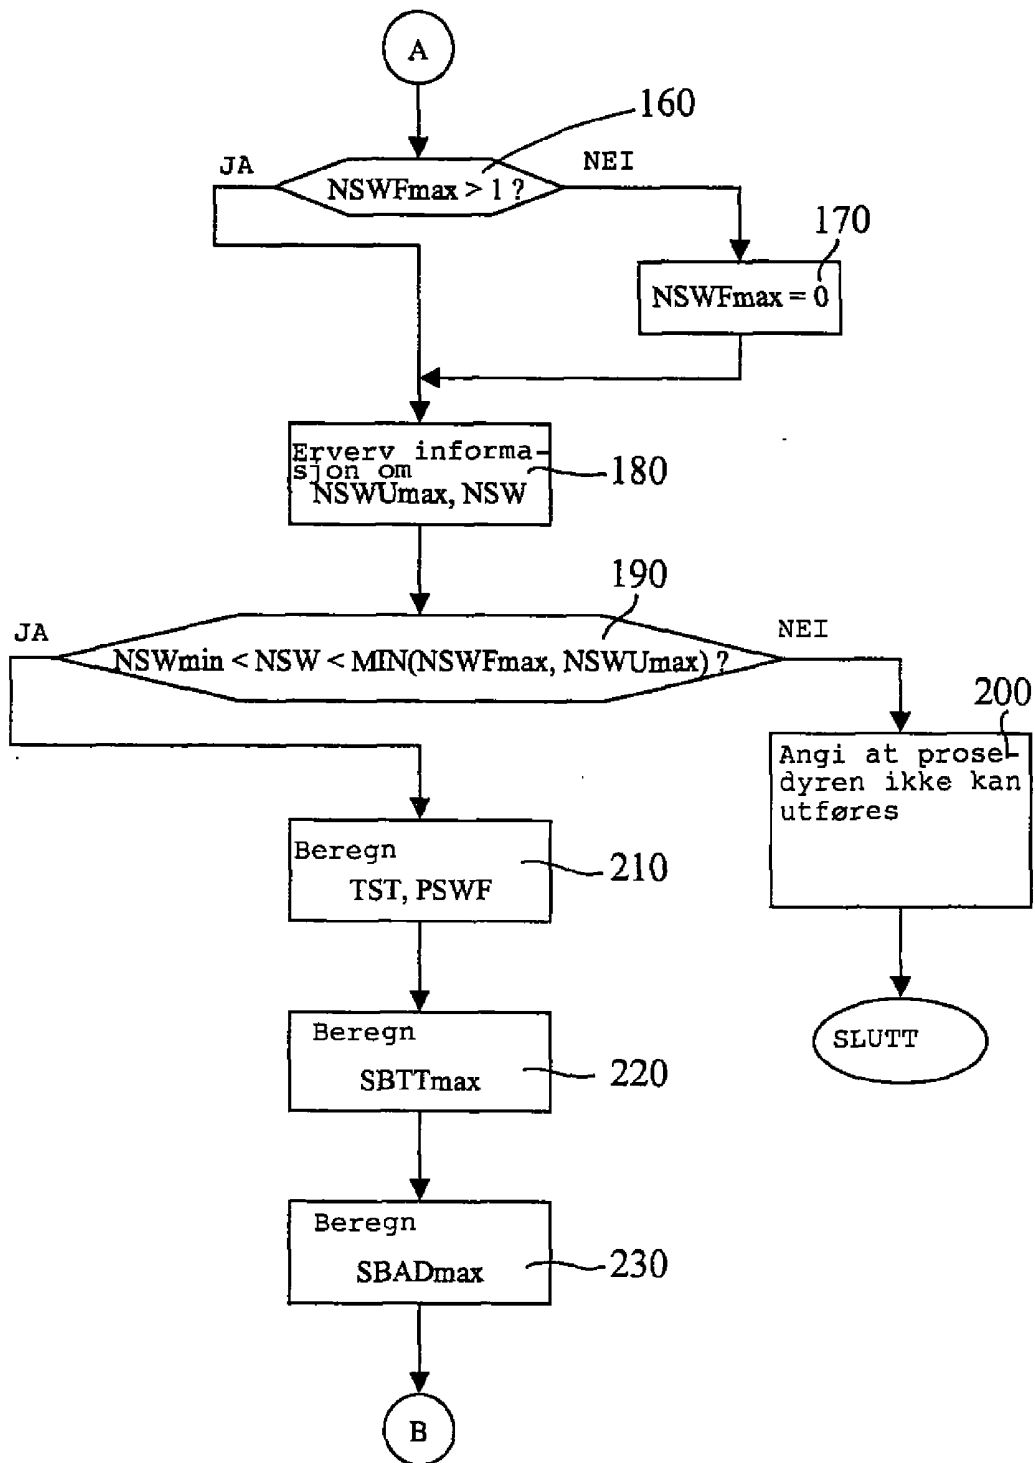 A
160
JA
NEI
NSWFmax > 1 ?
170
NSWFmax = 0
Erverv informa-
sjon om
NSWUmax, NSW
180
190
JA
NEI
NSWmin < NSW < MIN(NSWFmax, NSWUmax) ?
200
Angi at prose-
dyren ikke kan
utføres
Beregn
TST, PSWF
210
SLUTT
Beregn
SBTTmax
220
Beregn
SBADmax
230
B